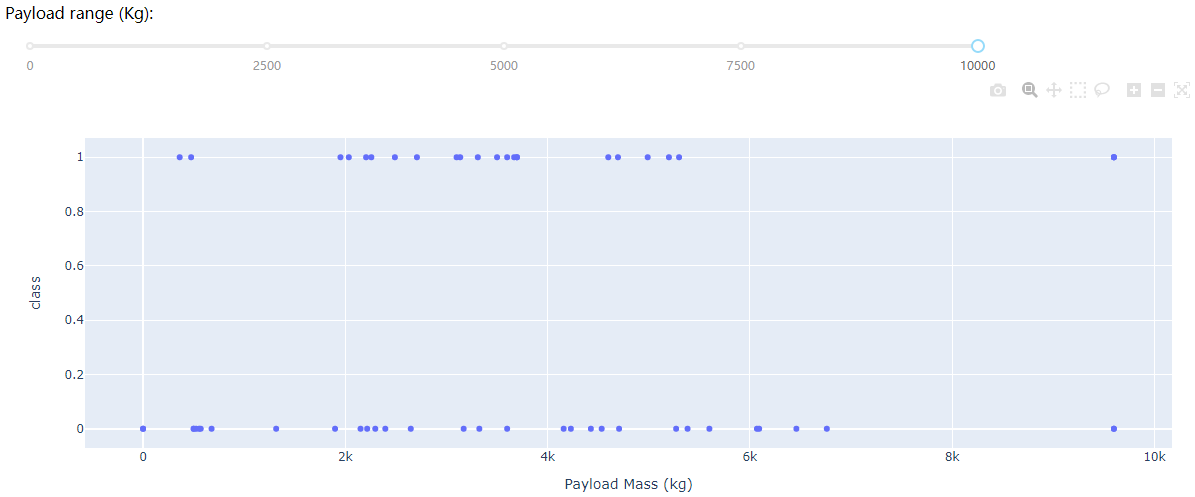 Payload range (Kg):
0 2500 5000 7500 10000
1
0.8
0.6
0.4
0.2
0
class
0 2k 4k 6k 8k 10k
Payload Mass (kg)